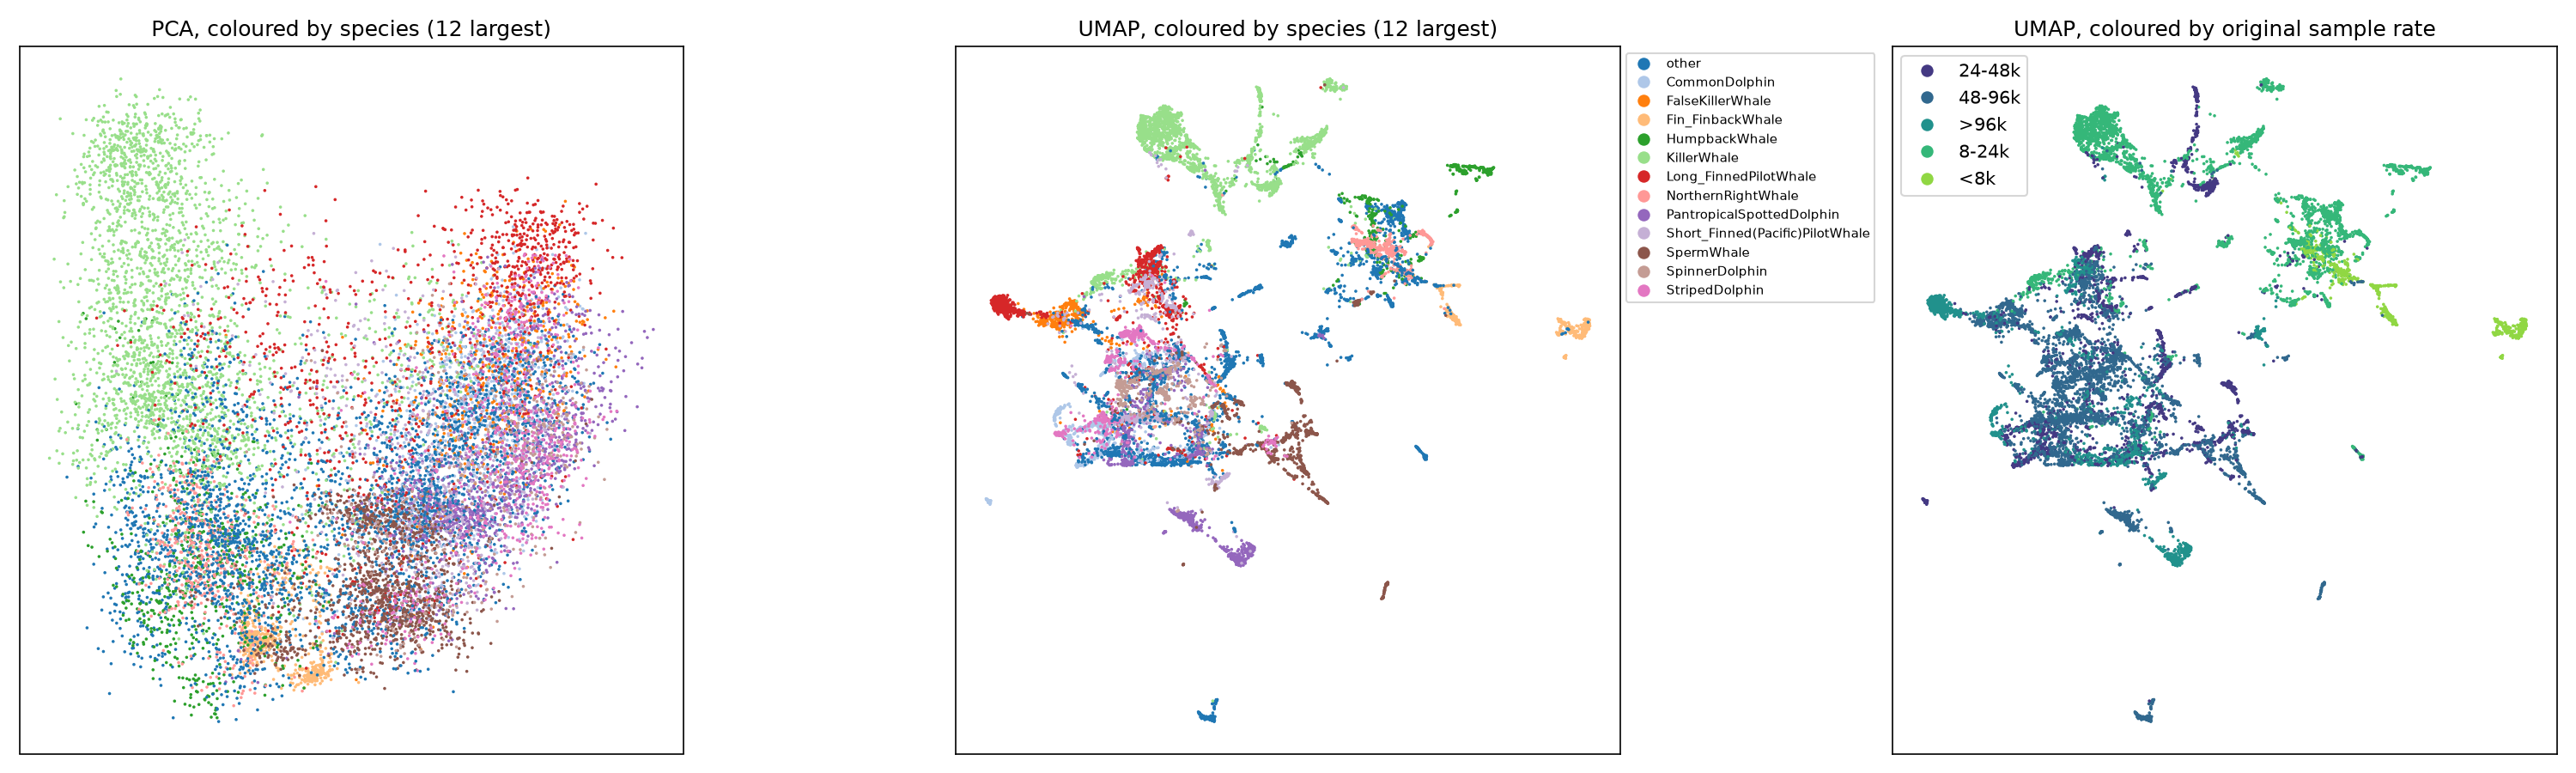 PCA, coloured by species (12 largest)
UMAP, coloured by species (12 largest)
other
CommonDolphin
FalseKillerWhale
Fin_FinbackWhale
HumpbackWhale
KillerWhale
Long_FinnedPilotWhale
NorthernRightWhale
PantropicalSpottedDolphin
Short_Finned(Pacific)PilotWhale
SpermWhale
SpinnerDolphin
StripedDolphin
UMAP, coloured by original sample rate
24-48k
48-96k
>96k
8-24k
<8k